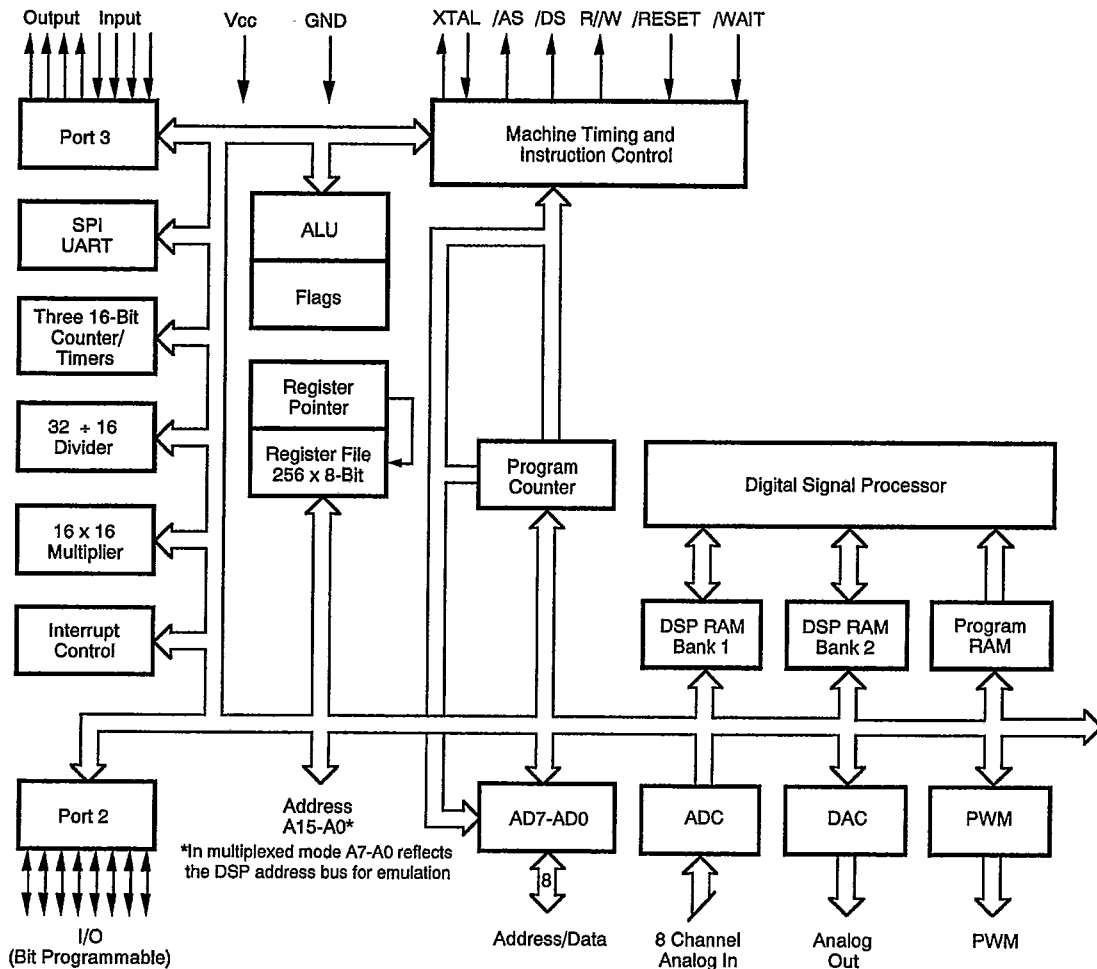 Output Input Vcc GND XTAL /AS /DS R//W /RESET /WAIT
Port 3
Machine Timing and
Instruction Control
SPI
UART
ALU
Flags
Three 16-Bit
Counter/
Timers
Register
Pointer
32 ÷ 16
Divider
Register File
256 x 8-Bit
Program
Counter
Digital Signal Processor
16 x 16
Multiplier
Interrupt
Control
DSP RAM
Bank 1
DSP RAM
Bank 2
Program
RAM
Port 2
Address
A15-A0*
*In multiplexed mode A7-A0 reflects
the DSP address bus for emulation
AD7-AD0
ADC
DAC
PWM
8
I/O
(Bit Programmable)
Address/Data
8 Channel
Analog In
Analog
Out
PWM